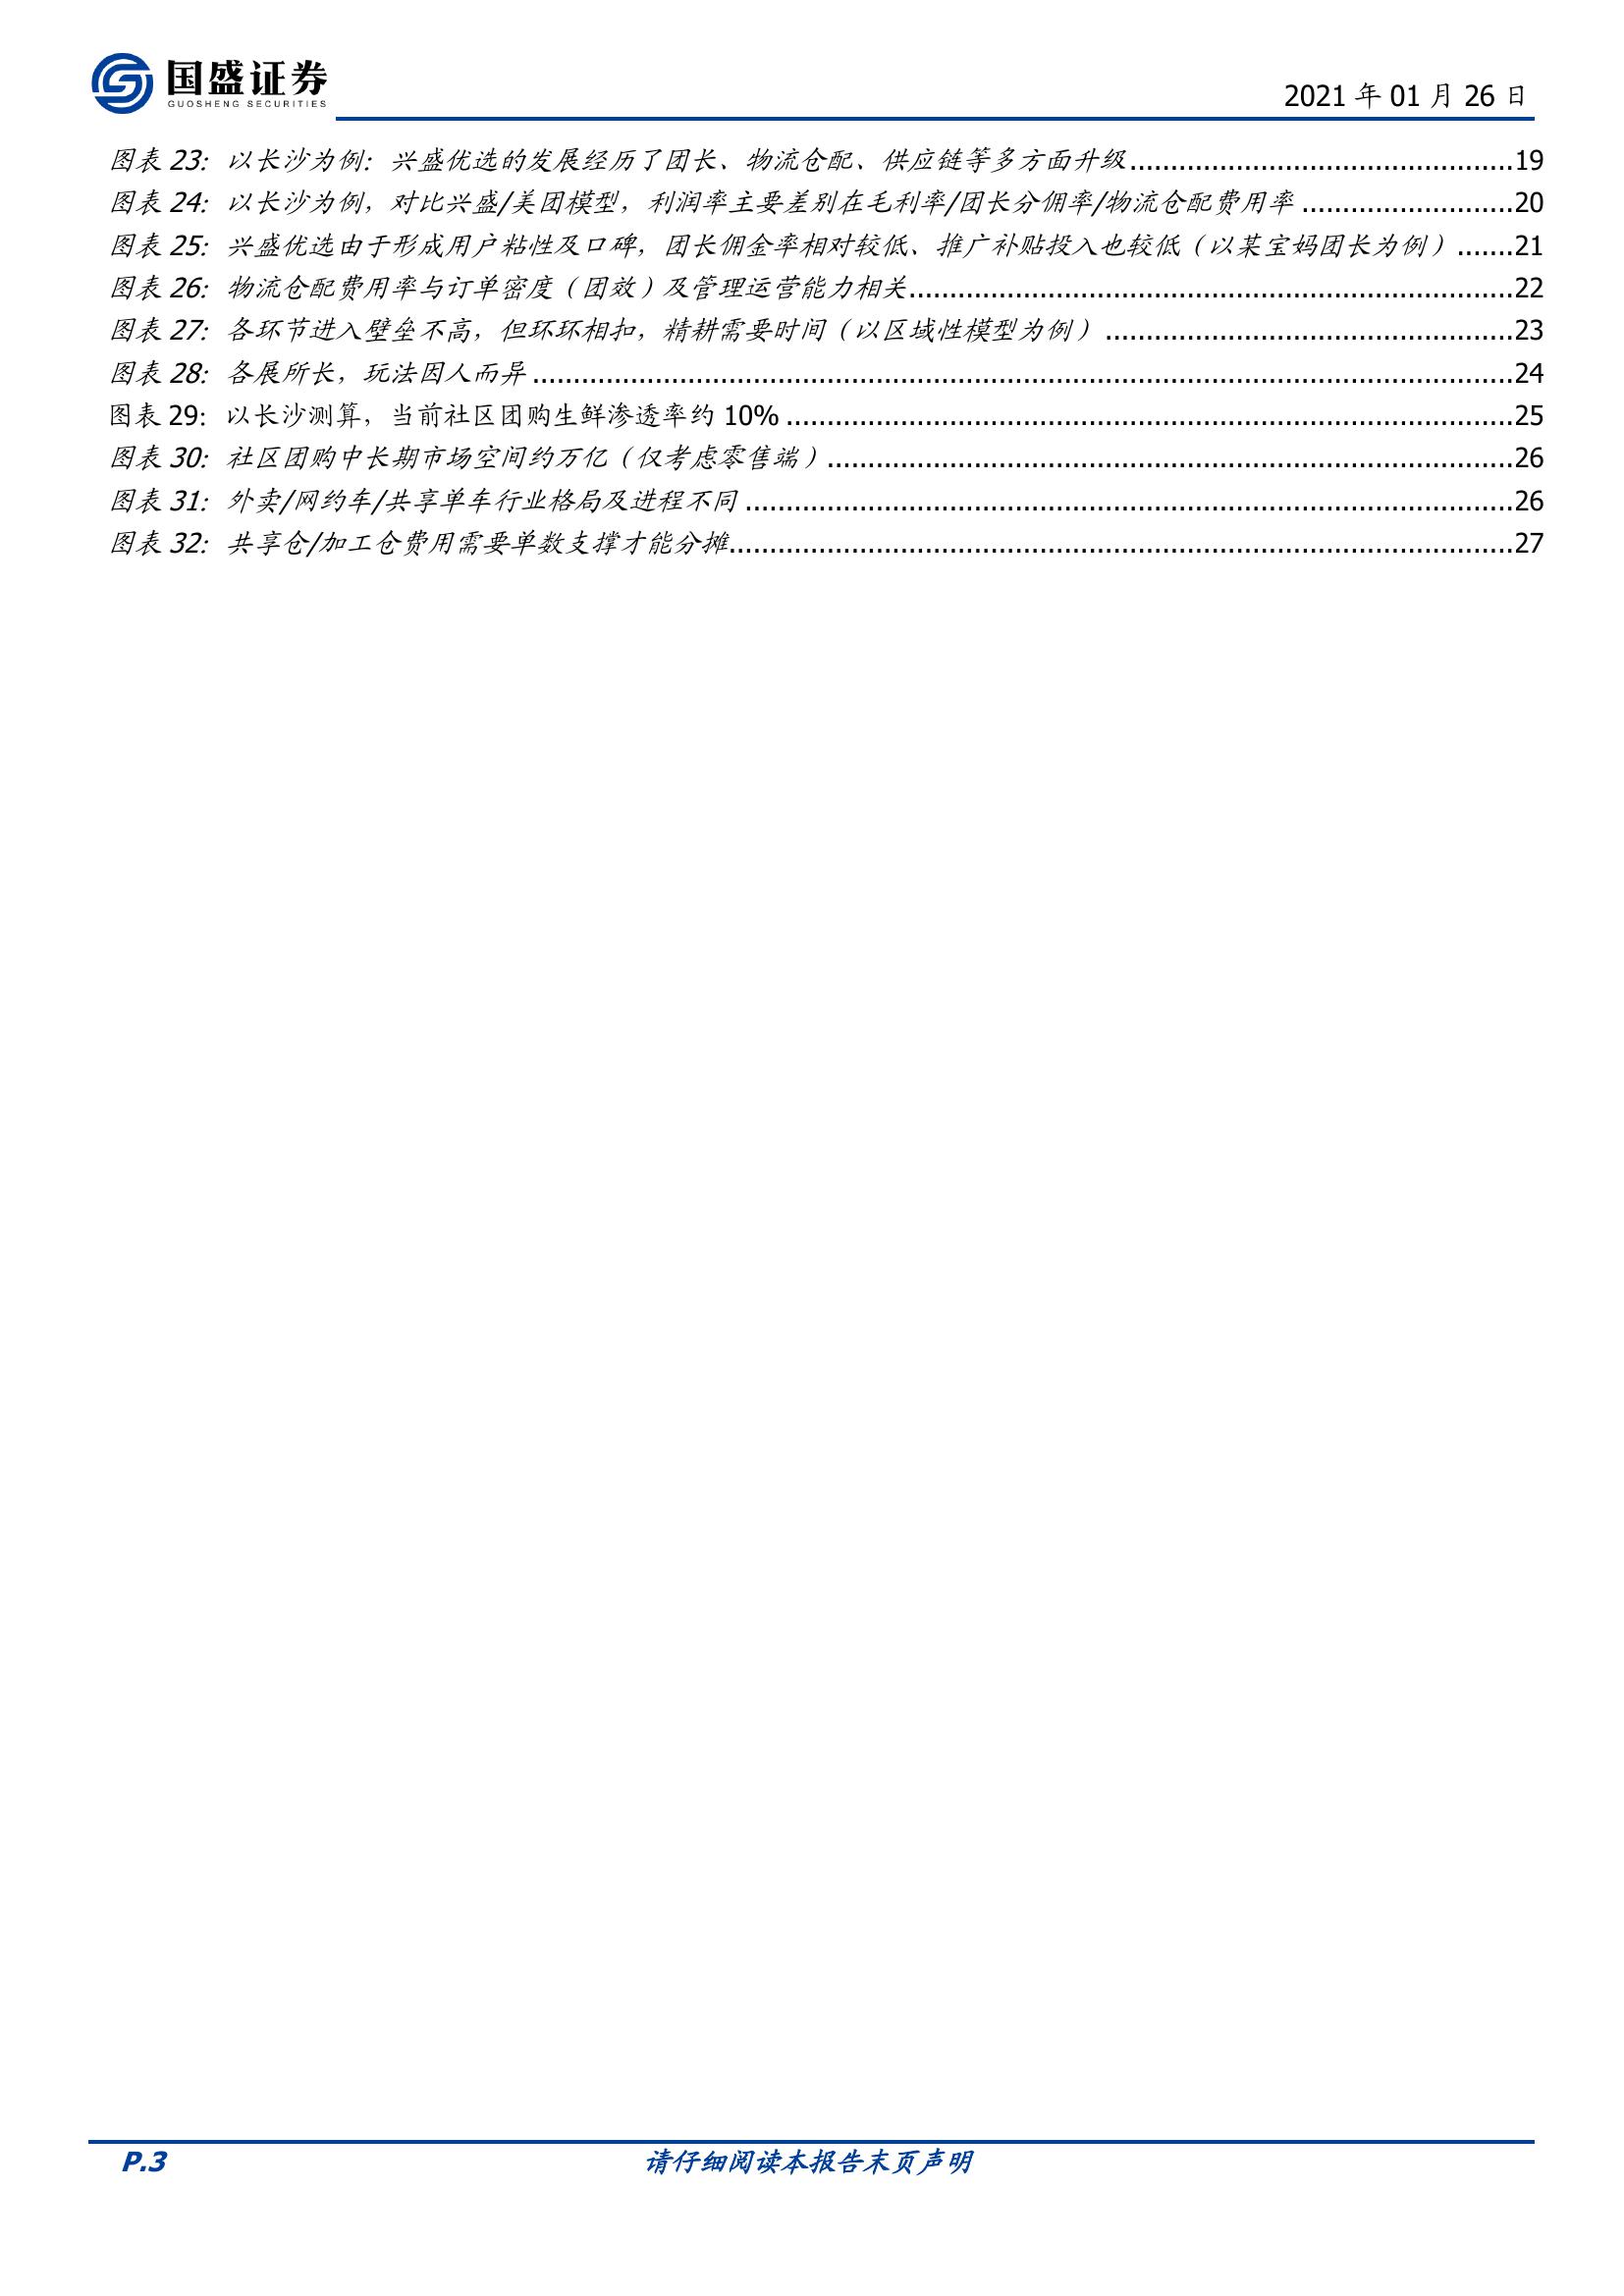 国盛证券
GUOSHENG SECURITIES
2021 年 01 月 26 日
图表 23：以长沙为例：兴盛优选的发展经历了团长、物流仓配、供应链等多方面升级................................................19
图表 24：以长沙为例，对比兴盛/美团模型，利润率主要差别在毛利率/团长分佣率/物流仓配费用率 ..........................20
图表 25：兴盛优选由于形成用户粘性及口碑，团长佣金率相对较低、推广补贴投入也较低（以某宝妈团长为例）.......21
图表 26：物流仓配费用率与订单密度（团效）及管理运营能力相关...........................................................................22
图表 27：各环节进入壁垒不高，但环环相扣，精耕需要时间（以区域性模型为例）..................................................23
图表 28：各展所长，玩法因人而异 .........................................................................................................................24
图表 29：以长沙测算，当前社区团购生鲜渗透率约 10% ..........................................................................................25
图表 30：社区团购中长期市场空间约万亿（仅考虑零售端）.....................................................................................26
图表 31：外卖/网约车/共享单车行业格局及进程不同 ...............................................................................................26
图表 32：共享仓/加工仓费用需要单数支撑才能分摊.................................................................................................27
P.3
请仔细阅读本报告末页声明